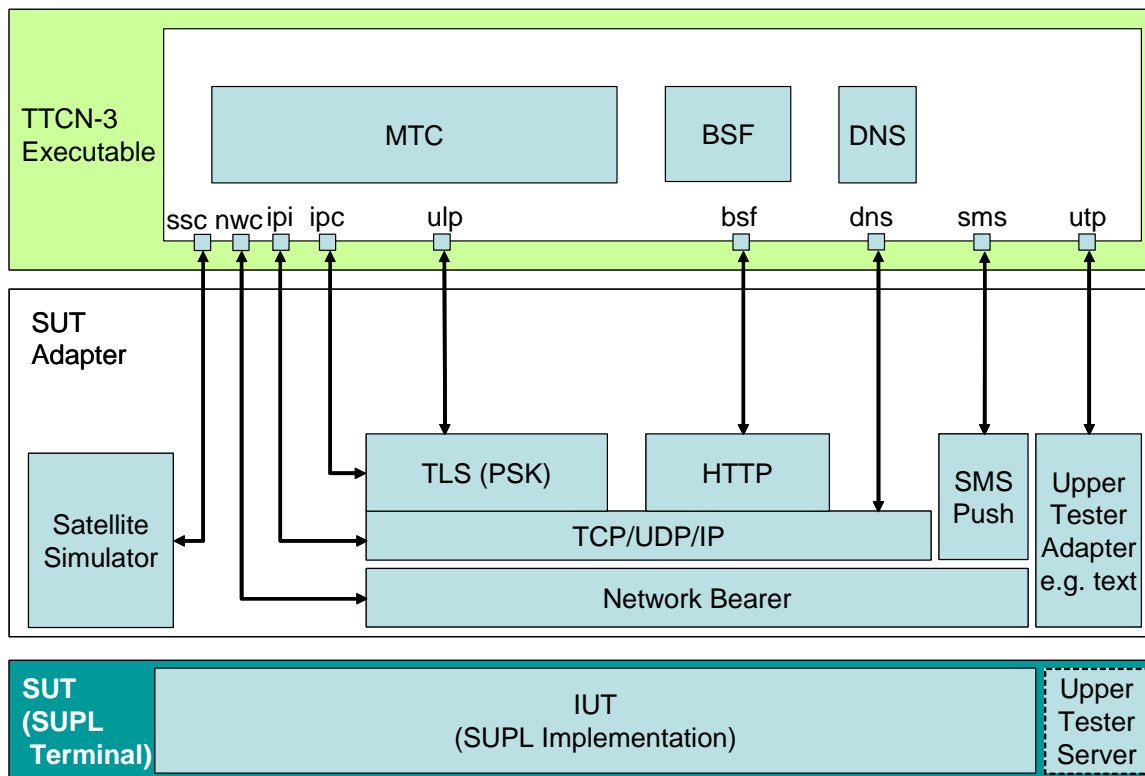 TTCN-3
Executable
MTC
BSF
DNS
ssc
nwc
ipi
ipc
ulp
bsf
dns
sms
utp
SUT
Adapter
Satellite
Simulator
TLS (PSK)
HTTP
TCP/UDP/IP
Network Bearer
SMS
Push
Upper
Tester
Adapter
e.g. text
SUT
(SUPL
Terminal)
IUT
(SUPL Implementation)
Upper
Tester
Server